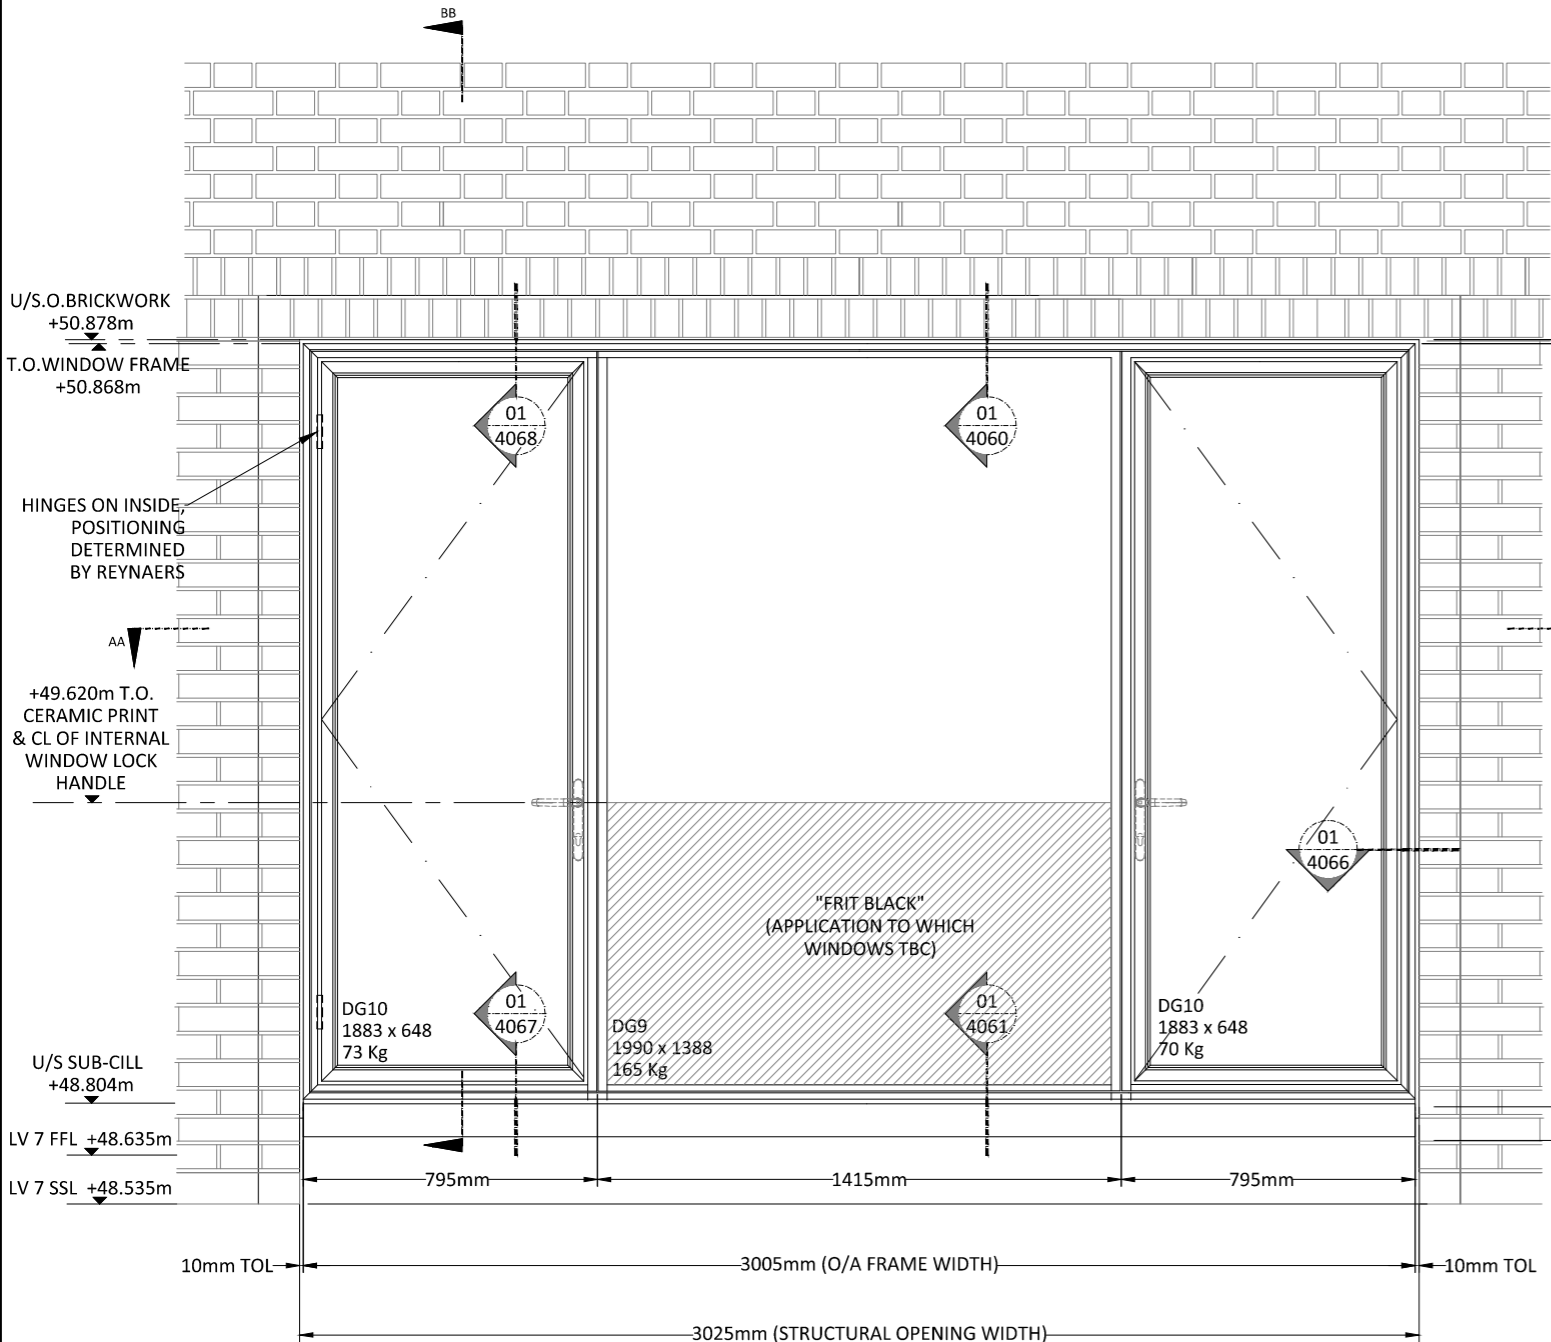 BB
U/S.O.BRICKWORK
+50.878m
T.O.WINDOW FRAME
+50.868m
01
4068
01
4060
HINGES ON INSIDE,
POSITIONING
DETERMINED
BY REYNAERS
AA
+49.620m T.O.
CERAMIC PRINT
& CL OF INTERNAL
WINDOW LOCK
HANDLE
01
4066
"FRIT BLACK"
(APPLICATION TO WHICH
WINDOWS TBC)
DG10
1883 x 648
73 Kg
01
4067
DG9
1990 x 1388
165 Kg
01
4061
DG10
1883 x 648
70 Kg
U/S SUB-CILL
+48.804m
LV 7 FFL +48.635m
LV 7 SSL +48.535m
795mm
1415mm
795mm
10mm TOL
3005mm (O/A FRAME WIDTH)
10mm TOL
3025mm (STRUCTURAL OPENING WIDTH)